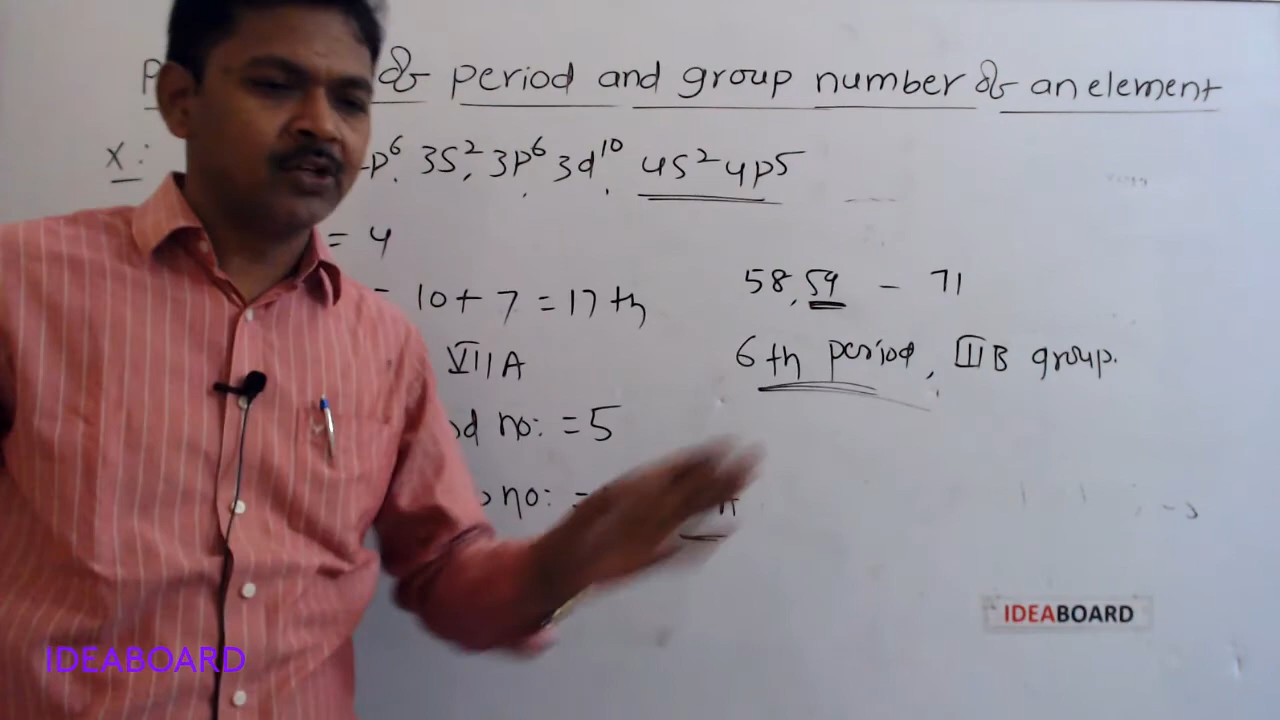 of period and group number of an element
X: p⁶ 3S², 3p⁶ 3d¹⁰ 4S² 4p⁵
= 4
= 10 + 7 = 17th
VIIA
no: = 5
no: =
58, 59 - 71
6th period, IIIB group.
IDEABOARD
IDEABOARD